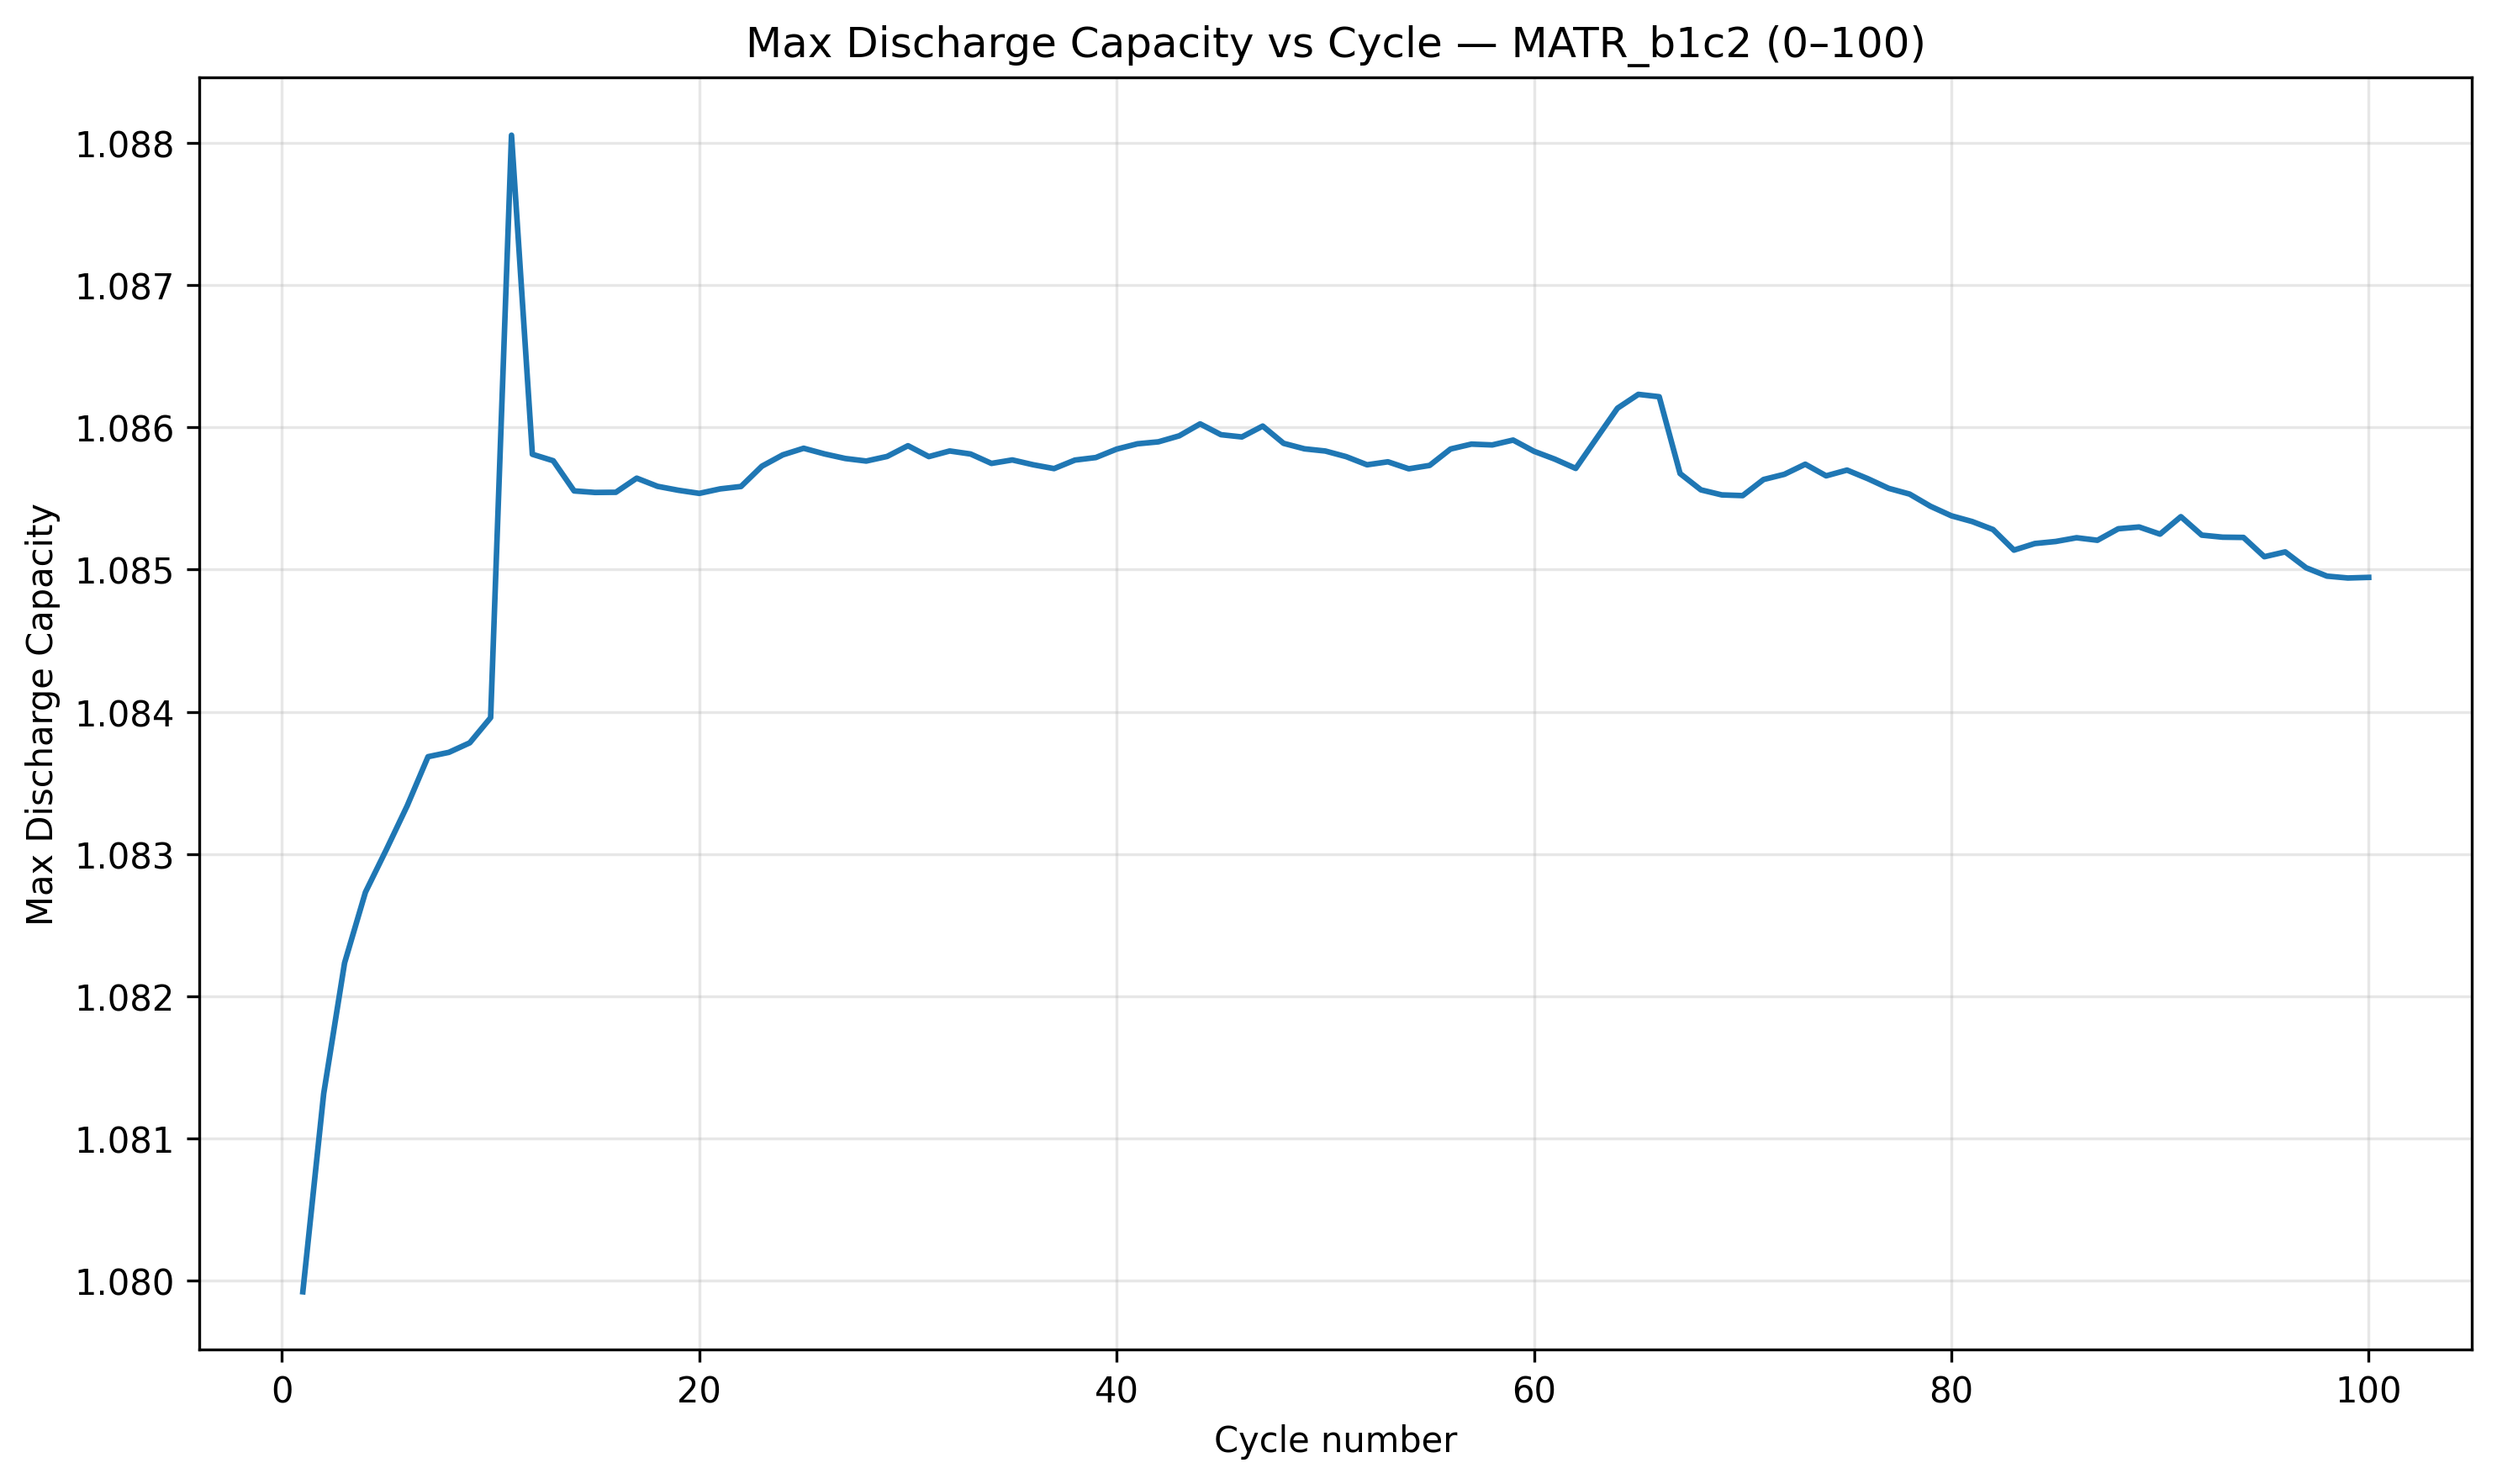 Max Discharge Capacity vs Cycle — MATR_b1c2 (0–100)
Max Discharge Capacity
1.088
1.087
1.086
1.085
1.084
1.083
1.082
1.081
1.080
0 20 40 60 80 100
Cycle number